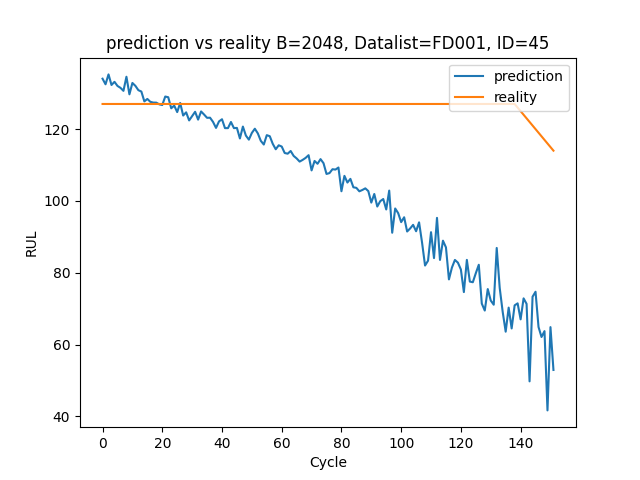 prediction vs reality B=2048, Datalist=FD001, ID=45
prediction
reality
120
100
80
60
40
RUL
0 20 40 60 80 100 120 140
Cycle